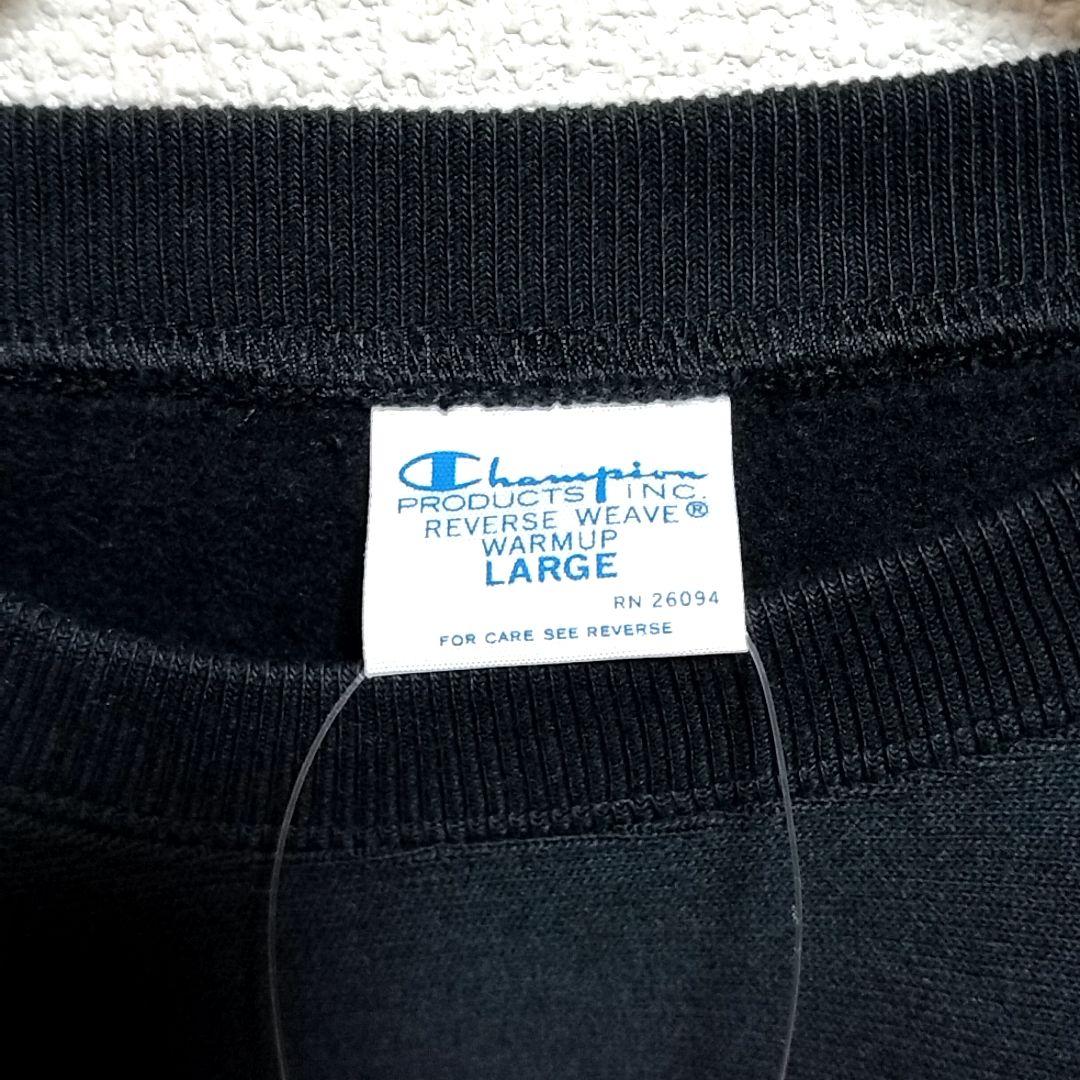 Champion
PRODUCTS INC.
REVERSE WEAVE®
WARMUP
LARGE
RN 26094
FOR CARE SEE REVERSE